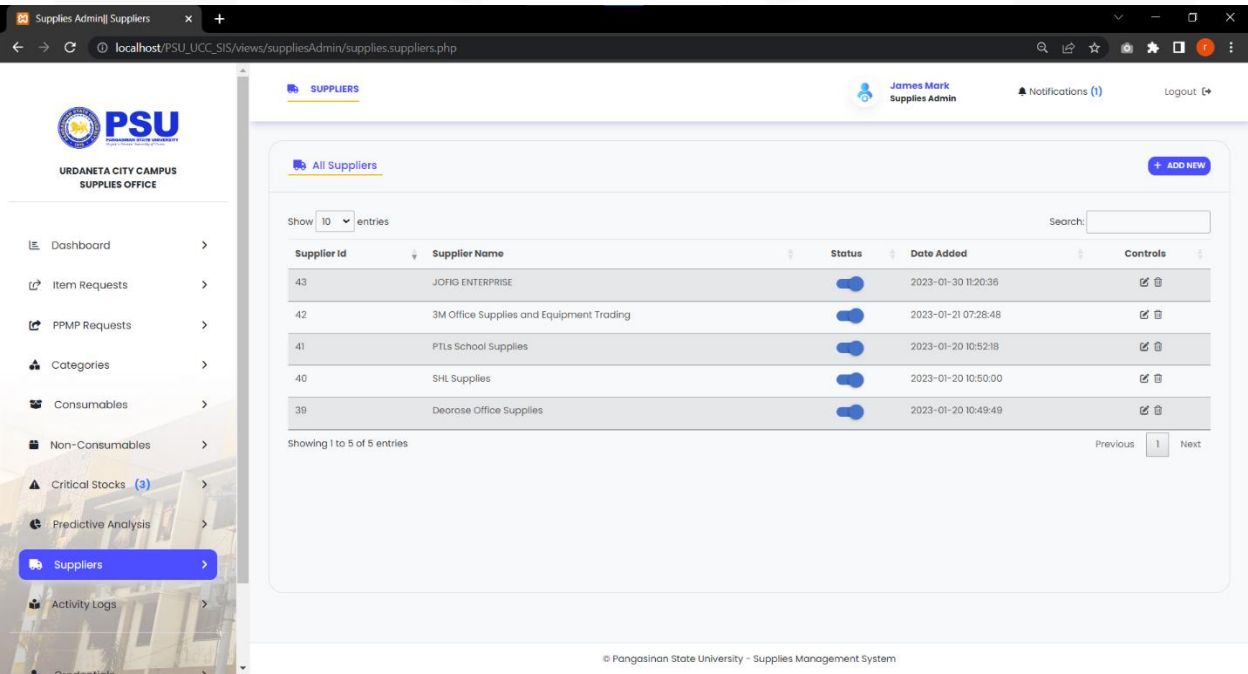 Supplies Admin|| Suppliers
localhost/PSU_UCC_SIS/views/suppliesAdmin/supplies.suppliers.php
r
PSU
PANGASINAN STATE UNIVERSITY
URDANETA CITY CAMPUS
SUPPLIES OFFICE
Dashboard
Item Requests
PPMP Requests
Categories
Consumables
Non-Consumables
Critical Stocks (3)
Predictive Analysis
Suppliers
Activity Logs
Credentials
SUPPLIERS
James Mark
Supplies Admin
Notifications (1)
Logout
All Suppliers
+ ADD NEW
Show 10 entries
Search:
Supplier Id Supplier Name Status Date Added Controls
43 JOFIG ENTERPRISE 2023-01-30 11:20:36
42 3M Office Supplies and Equipment Trading 2023-01-21 07:28:48
41 PTLs School Supplies 2023-01-20 10:52:18
40 SHL Supplies 2023-01-20 10:50:00
39 Deorose Office Supplies 2023-01-20 10:49:49
Showing 1 to 5 of 5 entries
Previous 1 Next
© Pangasinan State University - Supplies Management System